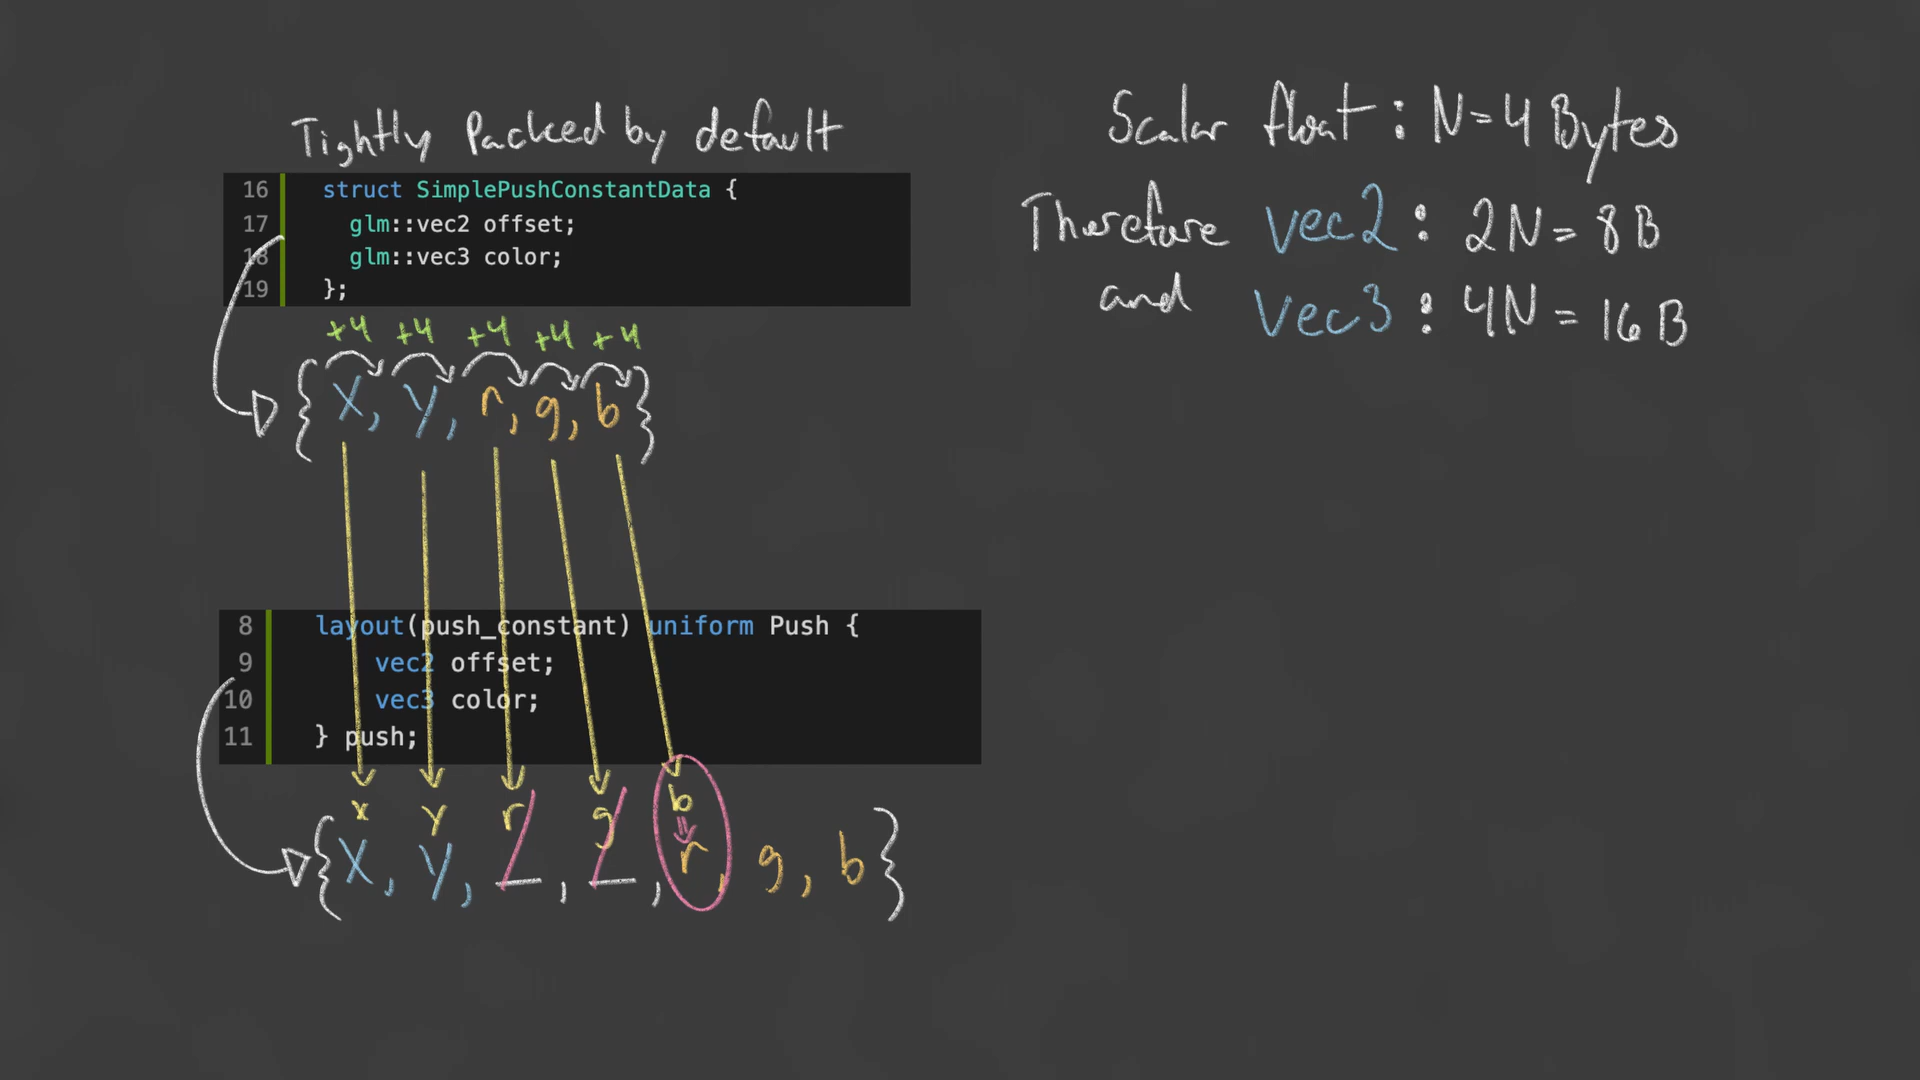 Tightly Packed by default
16 struct SimplePushConstantData {
17 glm::vec2 offset;
18 glm::vec3 color;
19 };
+4 +4 +4 +4 +4
{ x, y, r, g, b }
8 layout(push_constant) uniform Push {
9 vec2 offset;
10 vec3 color;
11 } push;
x y r g b
{ x, y, _, _, r, g, b }
Scalar float : N = 4 Bytes
Therefore vec2 : 2N = 8B
and vec3 : 4N = 16B